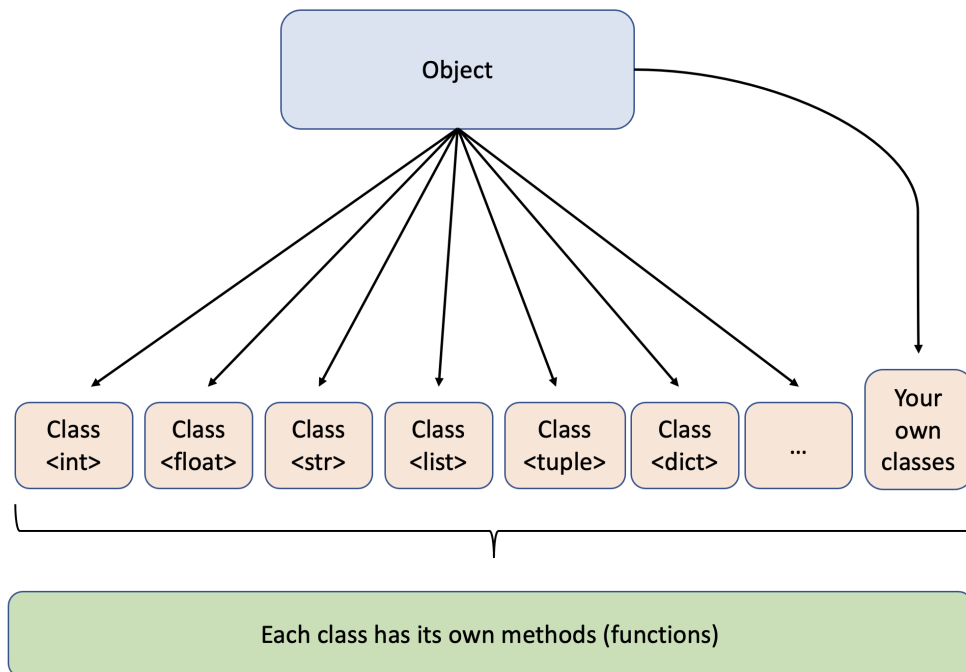 Object
Class
<int>
Class
<float>
Class
<str>
Class
<list>
Class
<tuple>
Class
<dict>
...
Your
own
classes
Each class has its own methods (functions)